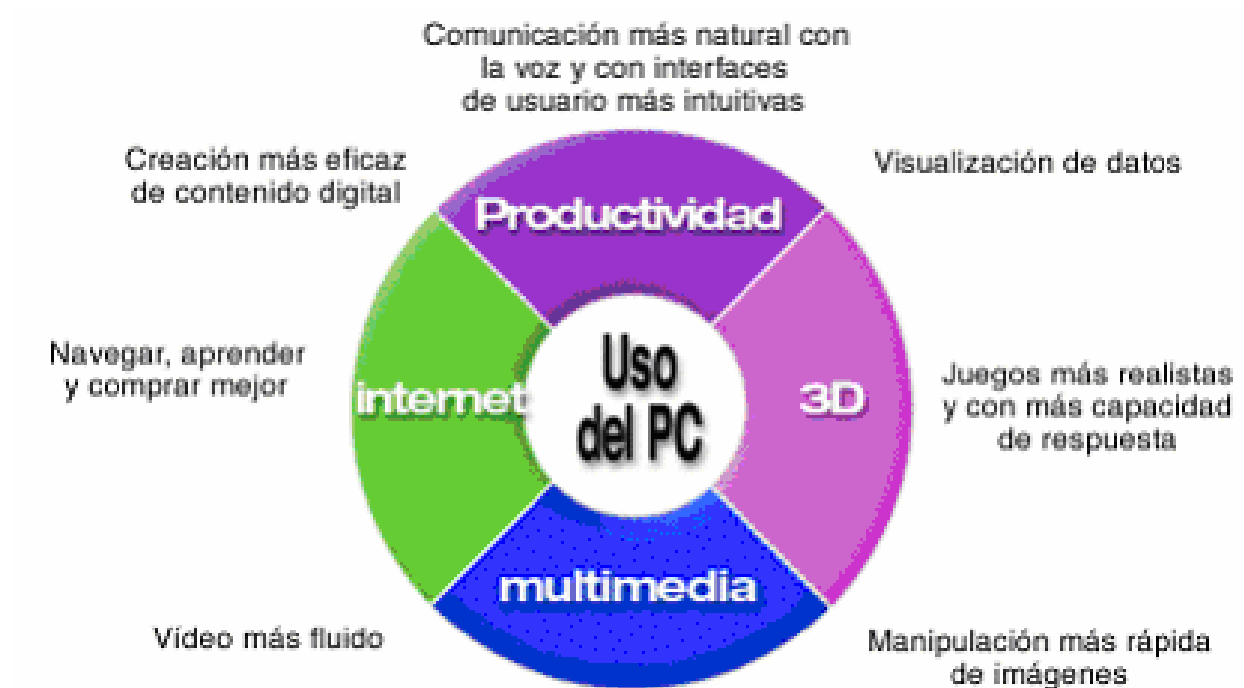 Comunicación más natural con
la voz y con interfaces
de usuario más intuitivas
Creación más eficaz
de contenido digital
Visualización de datos
Productividad
Navegar, aprender
y comprar mejor
internet
Uso
del PC
3D
Juegos más realistas
y con más capacidad
de respuesta
multimedia
Vídeo más fluido
Manipulación más rápida
de imágenes